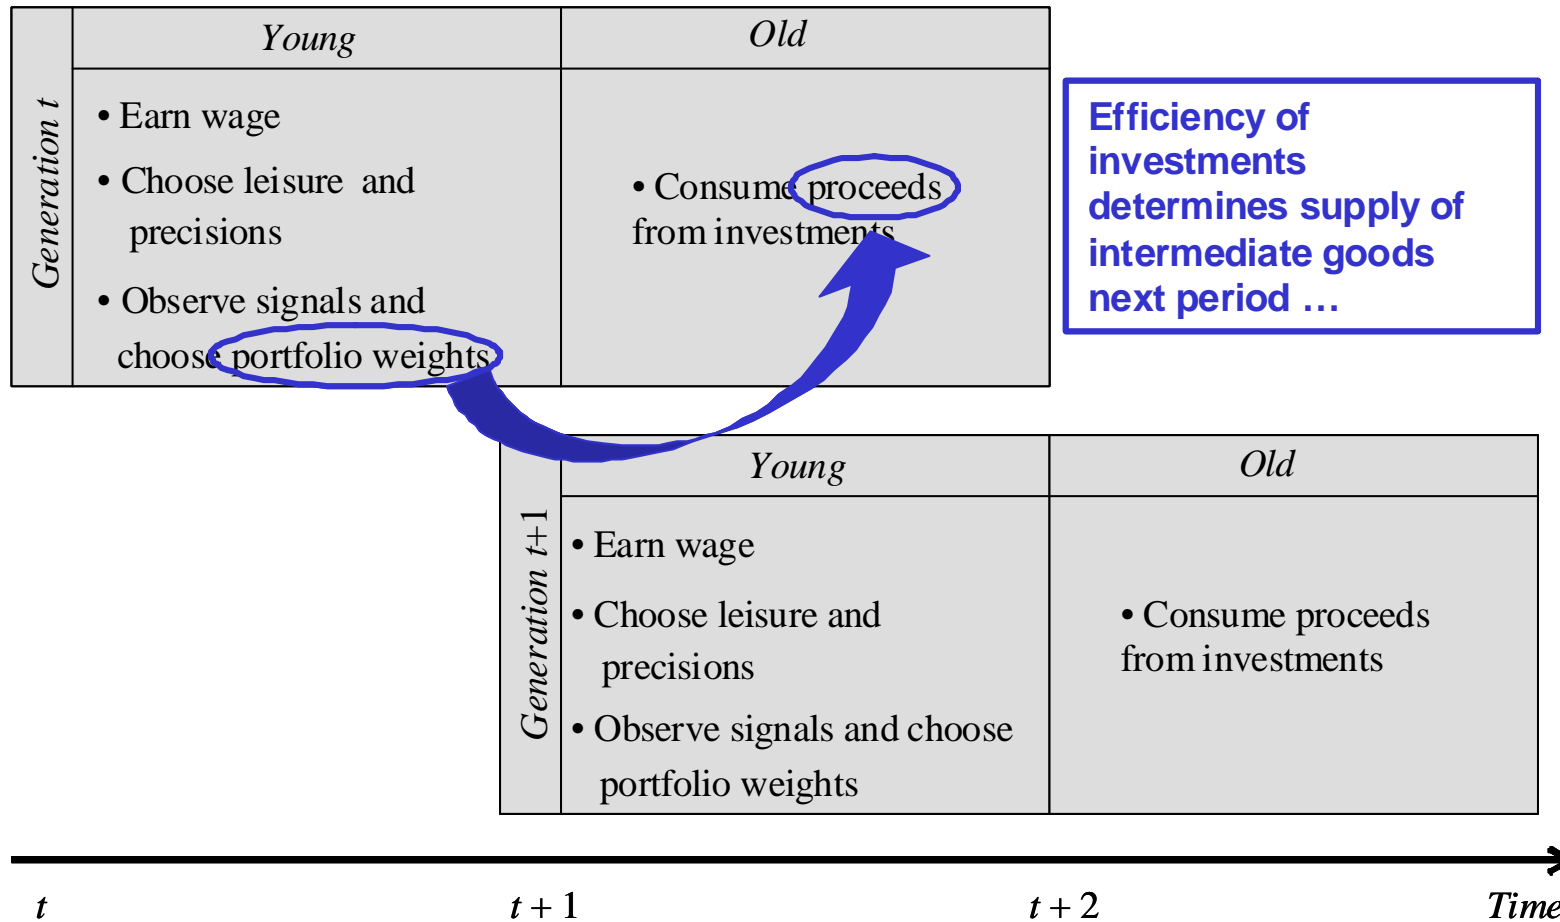 Young
Old
Generation t
• Earn wage
• Choose leisure and
precisions
• Observe signals and
choose portfolio weights
• Consume proceeds
from investments
Efficiency of
investments
determines supply of
intermediate goods
next period …
Young
Old
Generation t+1
• Earn wage
• Choose leisure and
precisions
• Observe signals and choose
portfolio weights
• Consume proceeds
from investments
t
t + 1
t + 2
Time